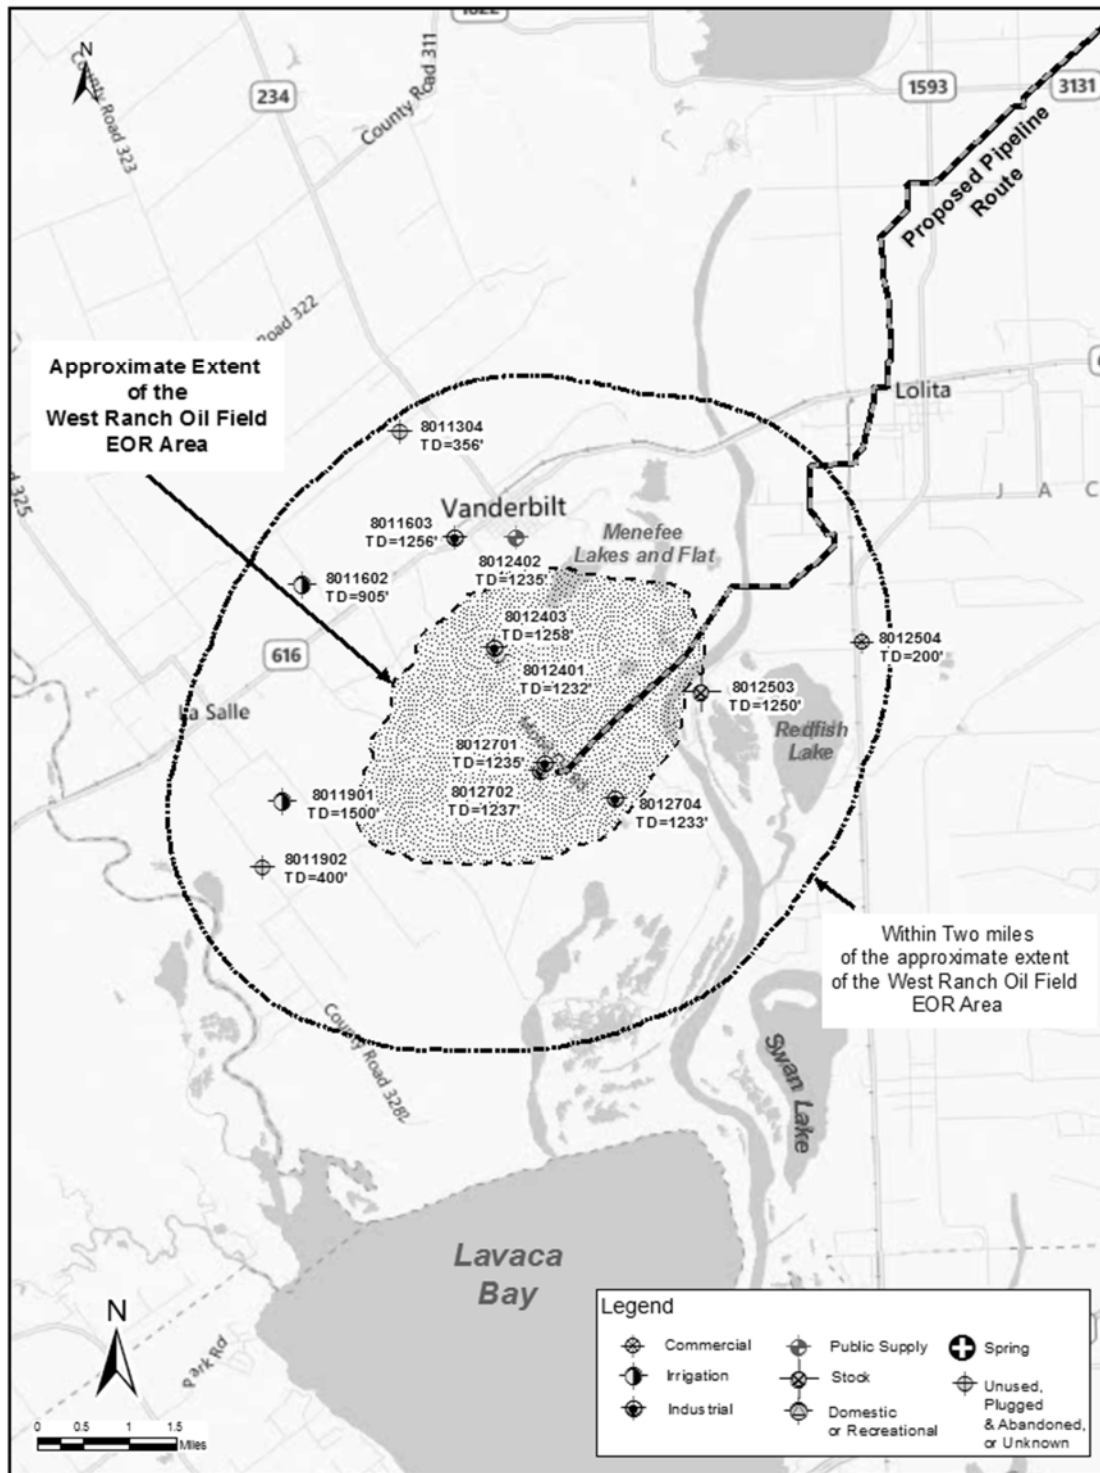 1822
N
County Road 323
234
County Road 311
1593
3131
Proposed Pipeline
Route
Road 322
Approximate Extent
of the
West Ranch Oil Field
EOR Area
Lolita
8011304
TD=356'
325
J A C
Vanderbilt
8011603
TD=1256'
Menefee
Lakes and Flat
8012402
TD=1235'
8011602
TD=905'
8012403
TD=1258'
616
8012504
TD=200'
8012401
TD=1232'
8012503
TD=1250'
La Salle
Redfish
Lake
8012701
TD=1235'
8011901
TD=1500'
8012702
TD=1237'
8012704
TD=1233'
8011902
TD=400'
Within Two miles
of the approximate extent
of the West Ranch Oil Field
EOR Area
County Road 328
Swan Lake
Lavaca
Bay
N
Park Rd
0 0.5 1 1.5
Miles
Legend
Commercial
Public Supply
Spring
Irrigation
Stock
Unused,
Plugged
& Abandoned,
or Unknown
Industrial
Domestic
or Recreational